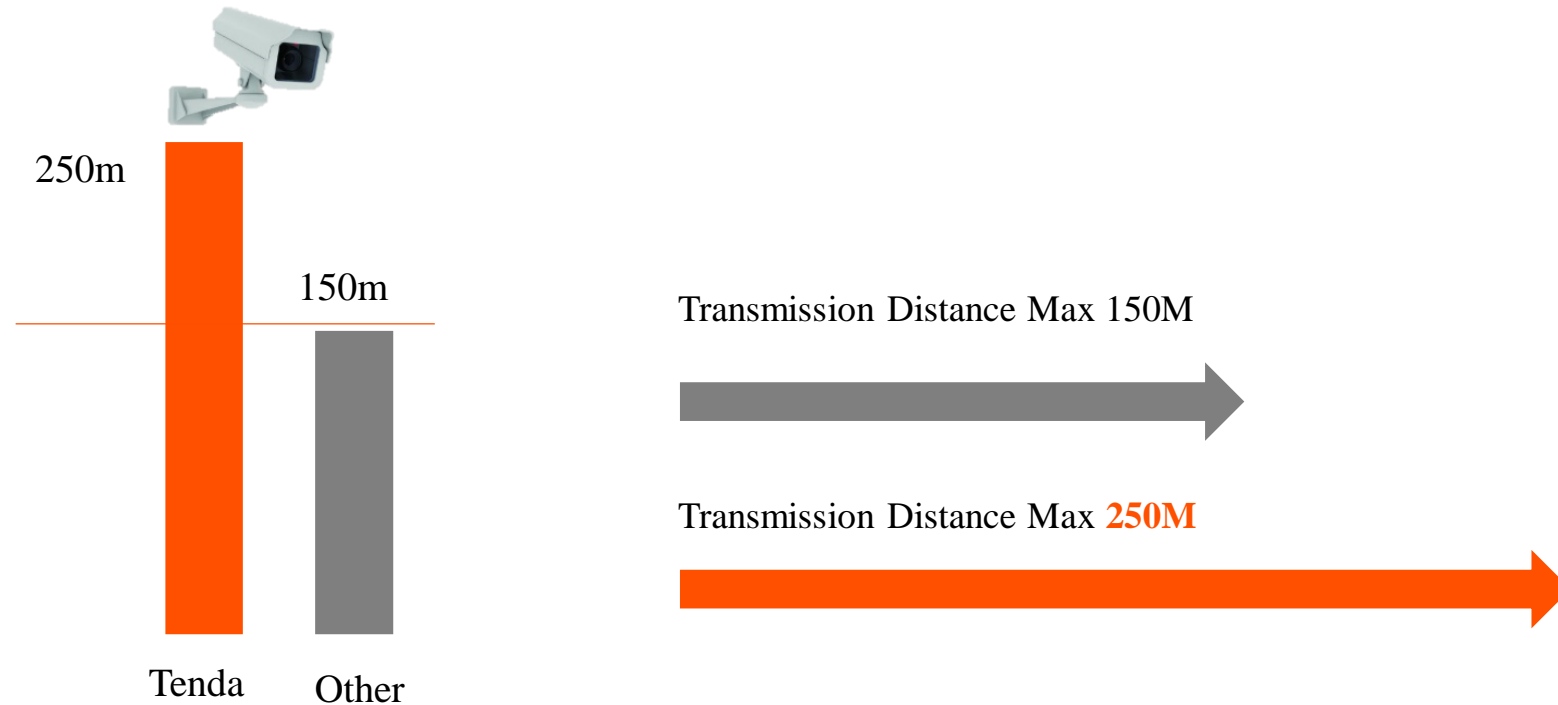 250m
150m
Tenda
Other
Transmission Distance Max 150M
Transmission Distance Max 250M